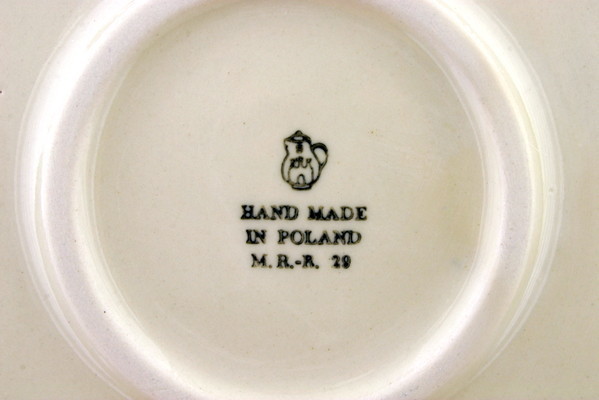 HAND MADE
IN POLAND
M. R.-R. 29